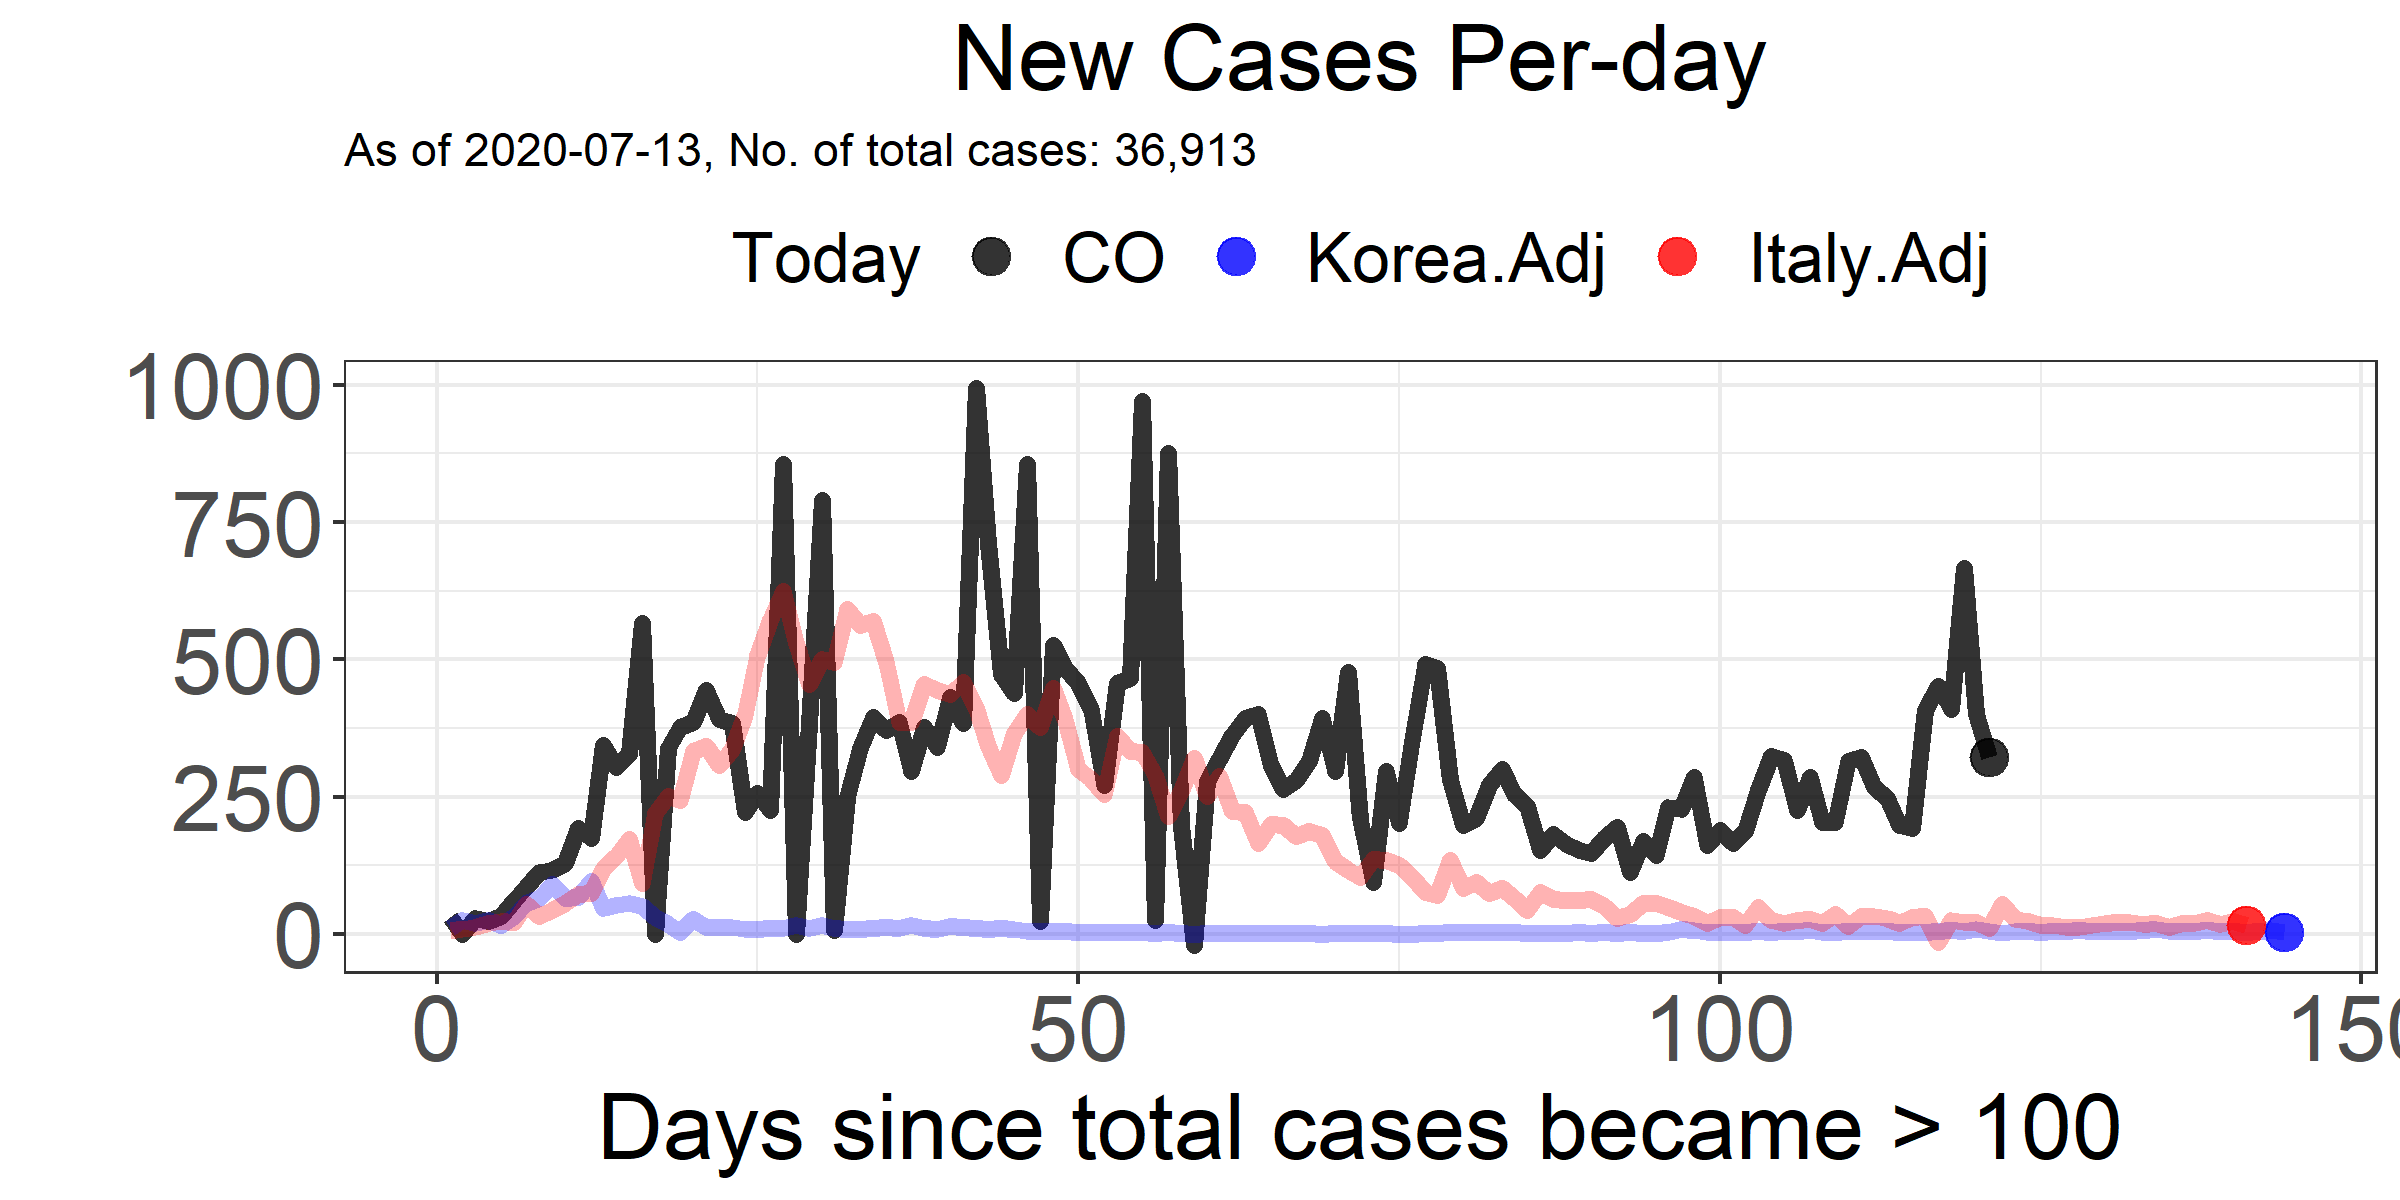 New Cases Per-day
As of 2020-07-13, No. of total cases: 36,913
Today CO Korea.Adj Italy.Adj
1000
750
500
250
0
0 50 100 150
Days since total cases became > 100